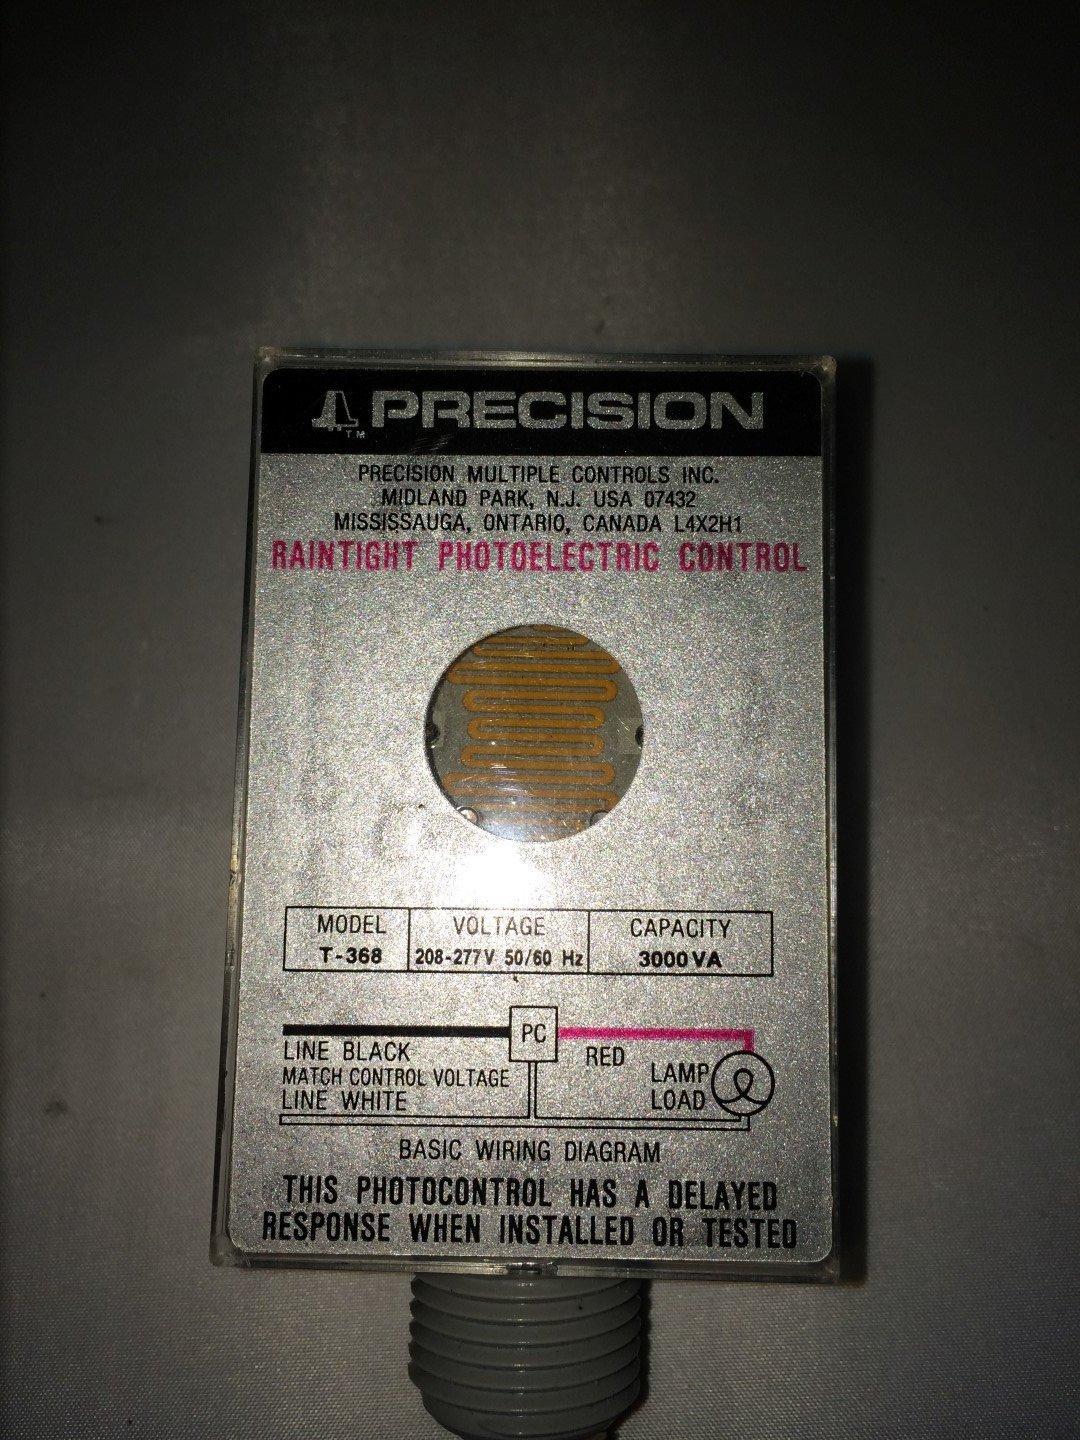 TM PRECISION
PRECISION MULTIPLE CONTROLS INC.
MIDLAND PARK, N.J. USA 07432
MISSISSAUGA, ONTARIO, CANADA L4X2H1
RAINTIGHT PHOTOELECTRIC CONTROL
MODEL VOLTAGE CAPACITY
T-368 208-277V 50/60 Hz 3000 VA
PC
LINE BLACK RED
MATCH CONTROL VOLTAGE LAMP
LINE WHITE LOAD
BASIC WIRING DIAGRAM
THIS PHOTOCONTROL HAS A DELAYED
RESPONSE WHEN INSTALLED OR TESTED